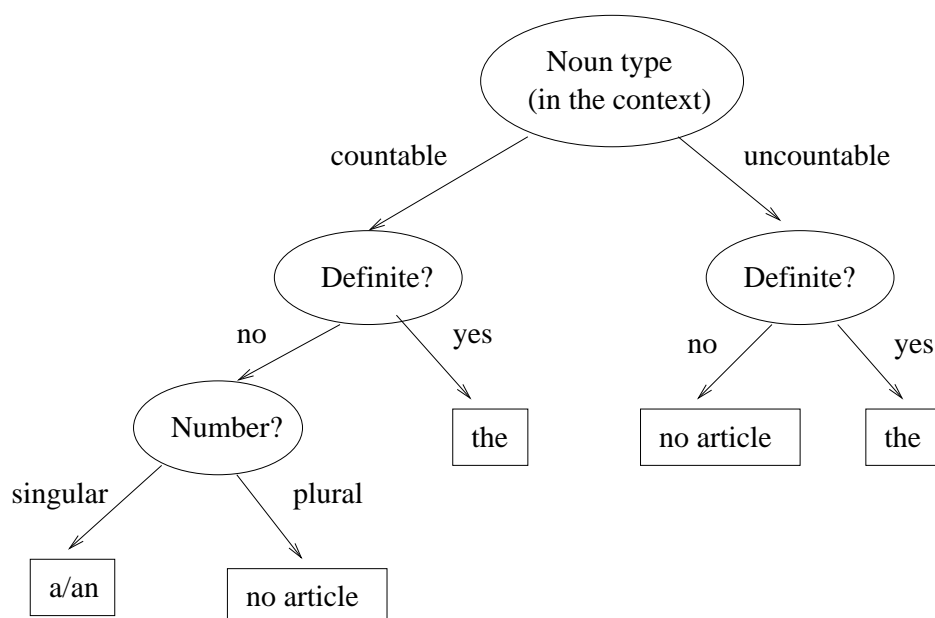 Noun type
(in the context)
countable
uncountable
Definite?
Definite?
no
yes
no
yes
Number?
the
no article
the
singular
plural
a/an
no article